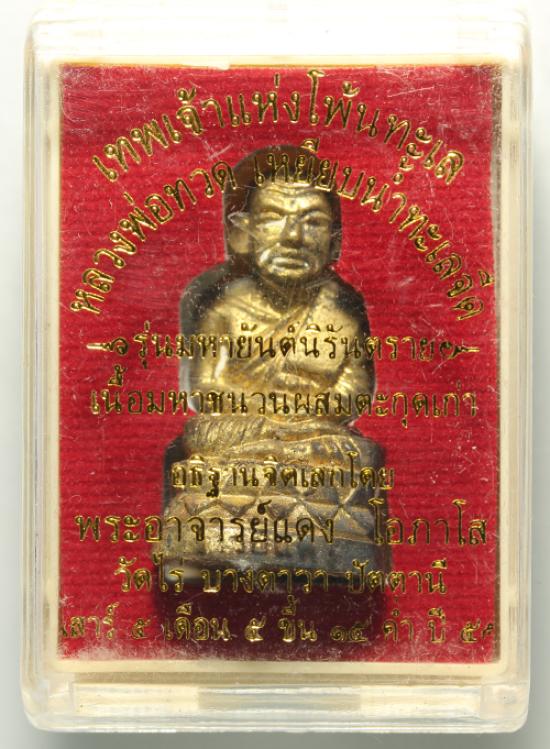 เทพเจ้าแห่งโพ้นทะเล
หลวงพ่อทวด เหยียบน้ำทะเลจืด
รุ่นมหายันต์นิรันตราย
เนื้อมหาชนวนผสมตะกุดเก่า
อธิฐานจิตเสกโดย
พระอาจารย์แดง โอภาโส
วัดไร่ บางตาวา ปัตตานี
เสาร์ ๕ เดือน ๕ ขึ้น ๑๕ ค่ำ ปี